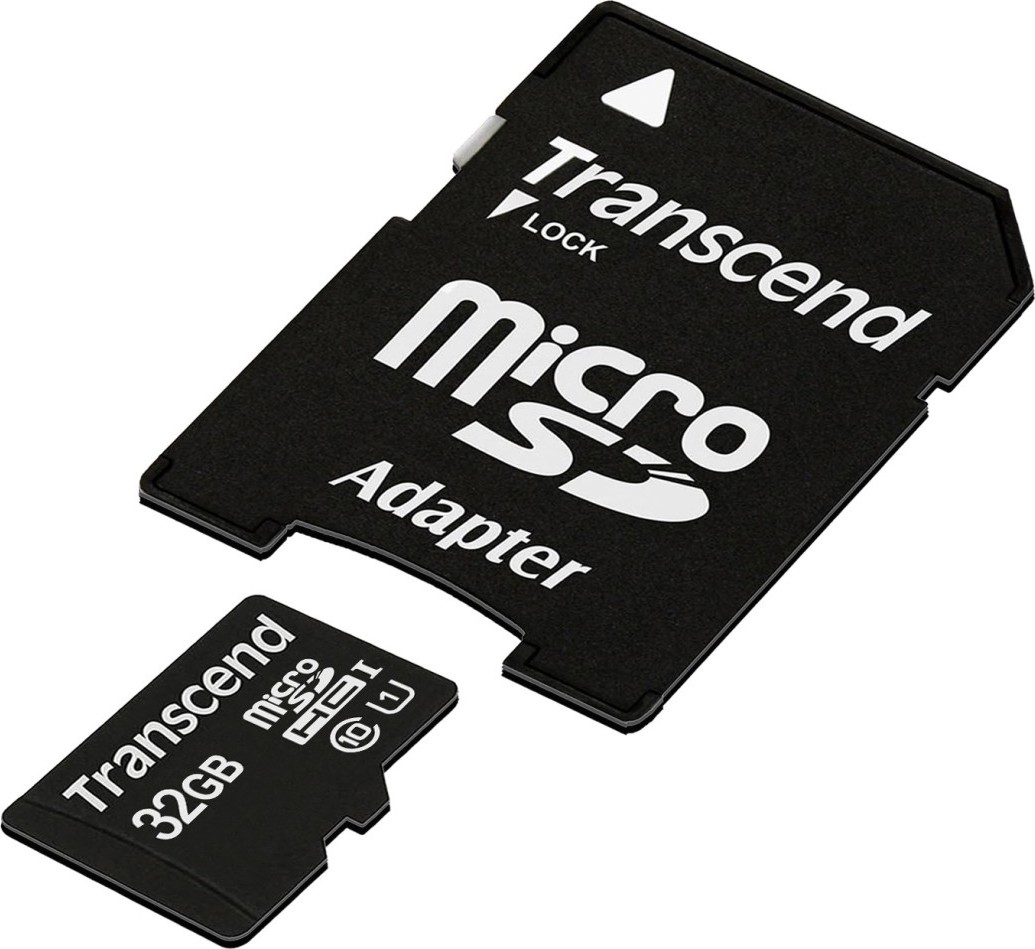 Transcend
LOCK
micro
SD
Adapter
Transcend
32GB
micro
SD
HC I
10 1